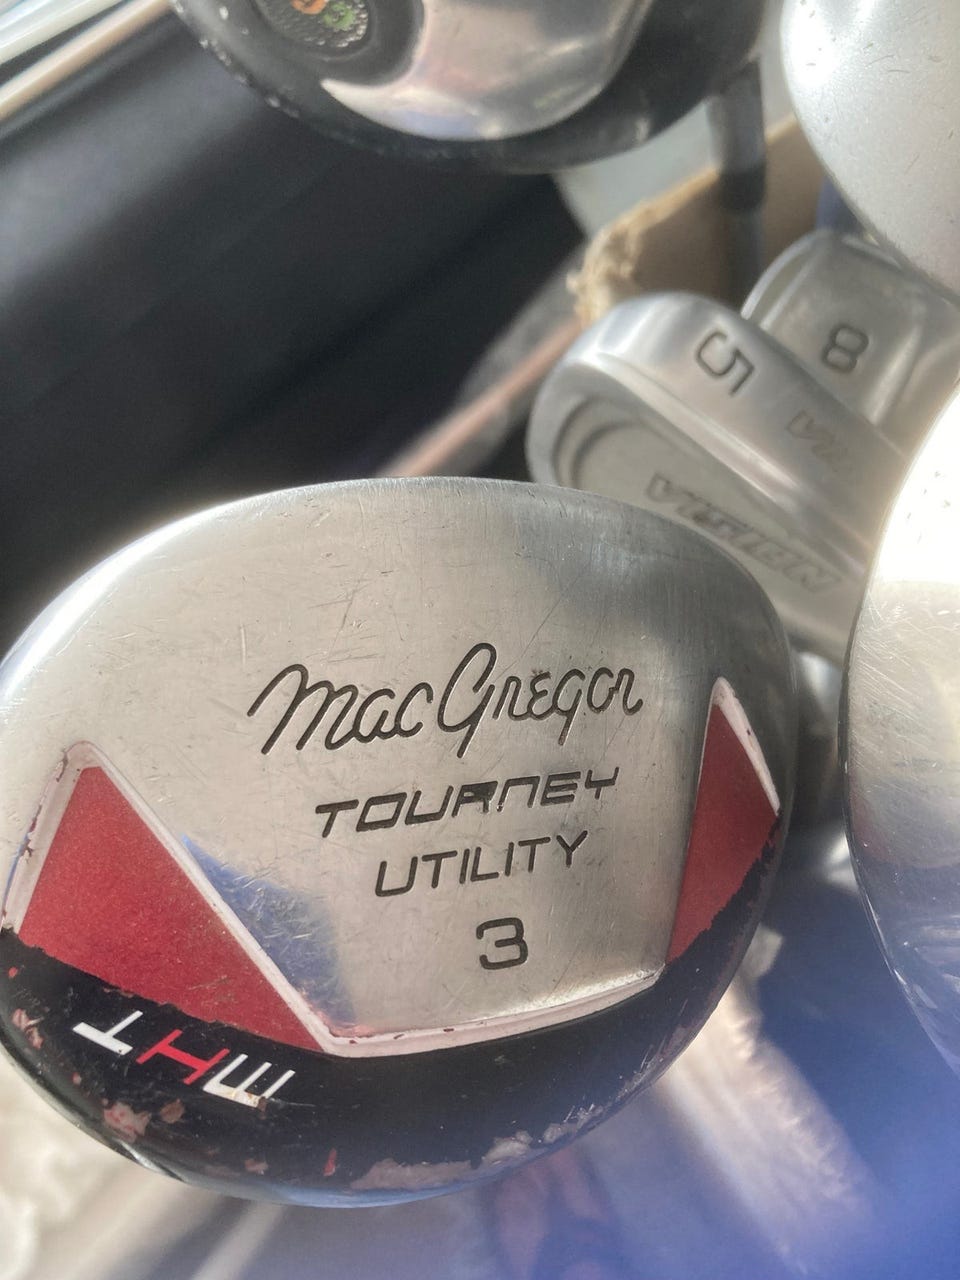 8
5
VISION
MacGregor
TOURNEY
UTILITY
3
MHT